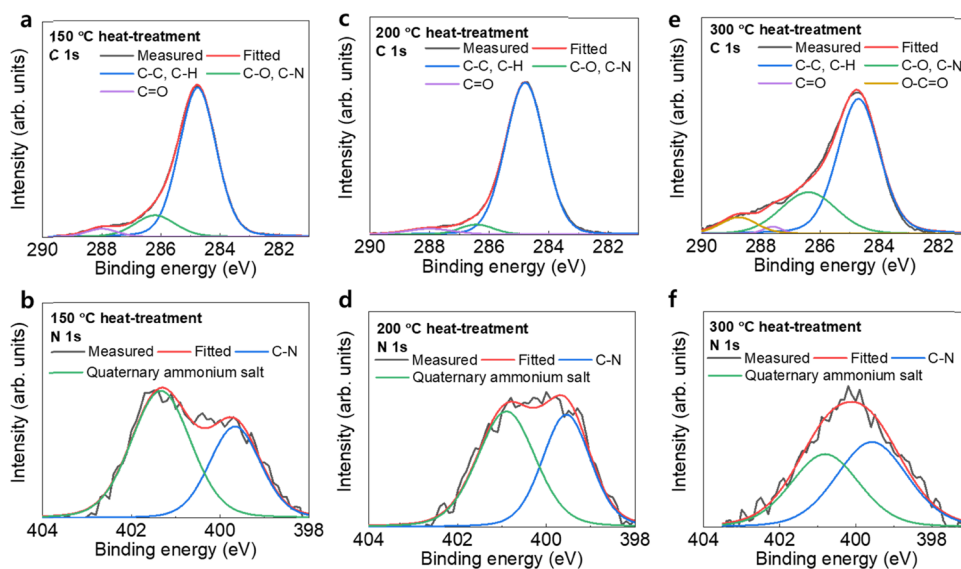 a
150 °C heat-treatment
C 1s
Measured Fitted
C-C, C-H C-O, C-N
C=O
Intensity (arb. units)
290 288 286 284 282
Binding energy (eV)
c
200 °C heat-treatment
C 1s
Measured Fitted
C-C, C-H C-O, C-N
C=O
Intensity (arb. units)
290 288 286 284 282
Binding energy (eV)
e
300 °C heat-treatment
C 1s
Measured Fitted
C-C, C-H C-O, C-N
C=O O-C=O
Intensity (arb. units)
290 288 286 284 282
Binding energy (eV)
b
150 °C heat-treatment
N 1s
Measured Fitted C-N
Quaternary ammonium salt
Intensity (arb. units)
404 402 400 398
Binding energy (eV)
d
200 °C heat-treatment
N 1s
Measured Fitted C-N
Quaternary ammonium salt
Intensity (arb. units)
404 402 400 398
Binding energy (eV)
f
300 °C heat-treatment
N 1s
Measured Fitted C-N
Quaternary ammonium salt
Intensity (arb. units)
404 402 400 398
Binding energy (eV)